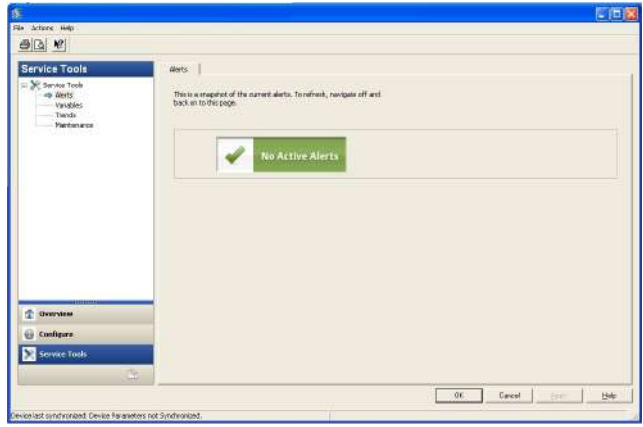 File Actions Help
Service Tools
Service Tools
Alerts
Variables
Trends
Maintenance
Overview
Configure
Service Tools
Alerts
This is a snapshot of the current alerts. To refresh, navigate off and
back on to this page.
No Active Alerts
OK Cancel Help
Device last synchronized: Device Parameters not Synchronized.